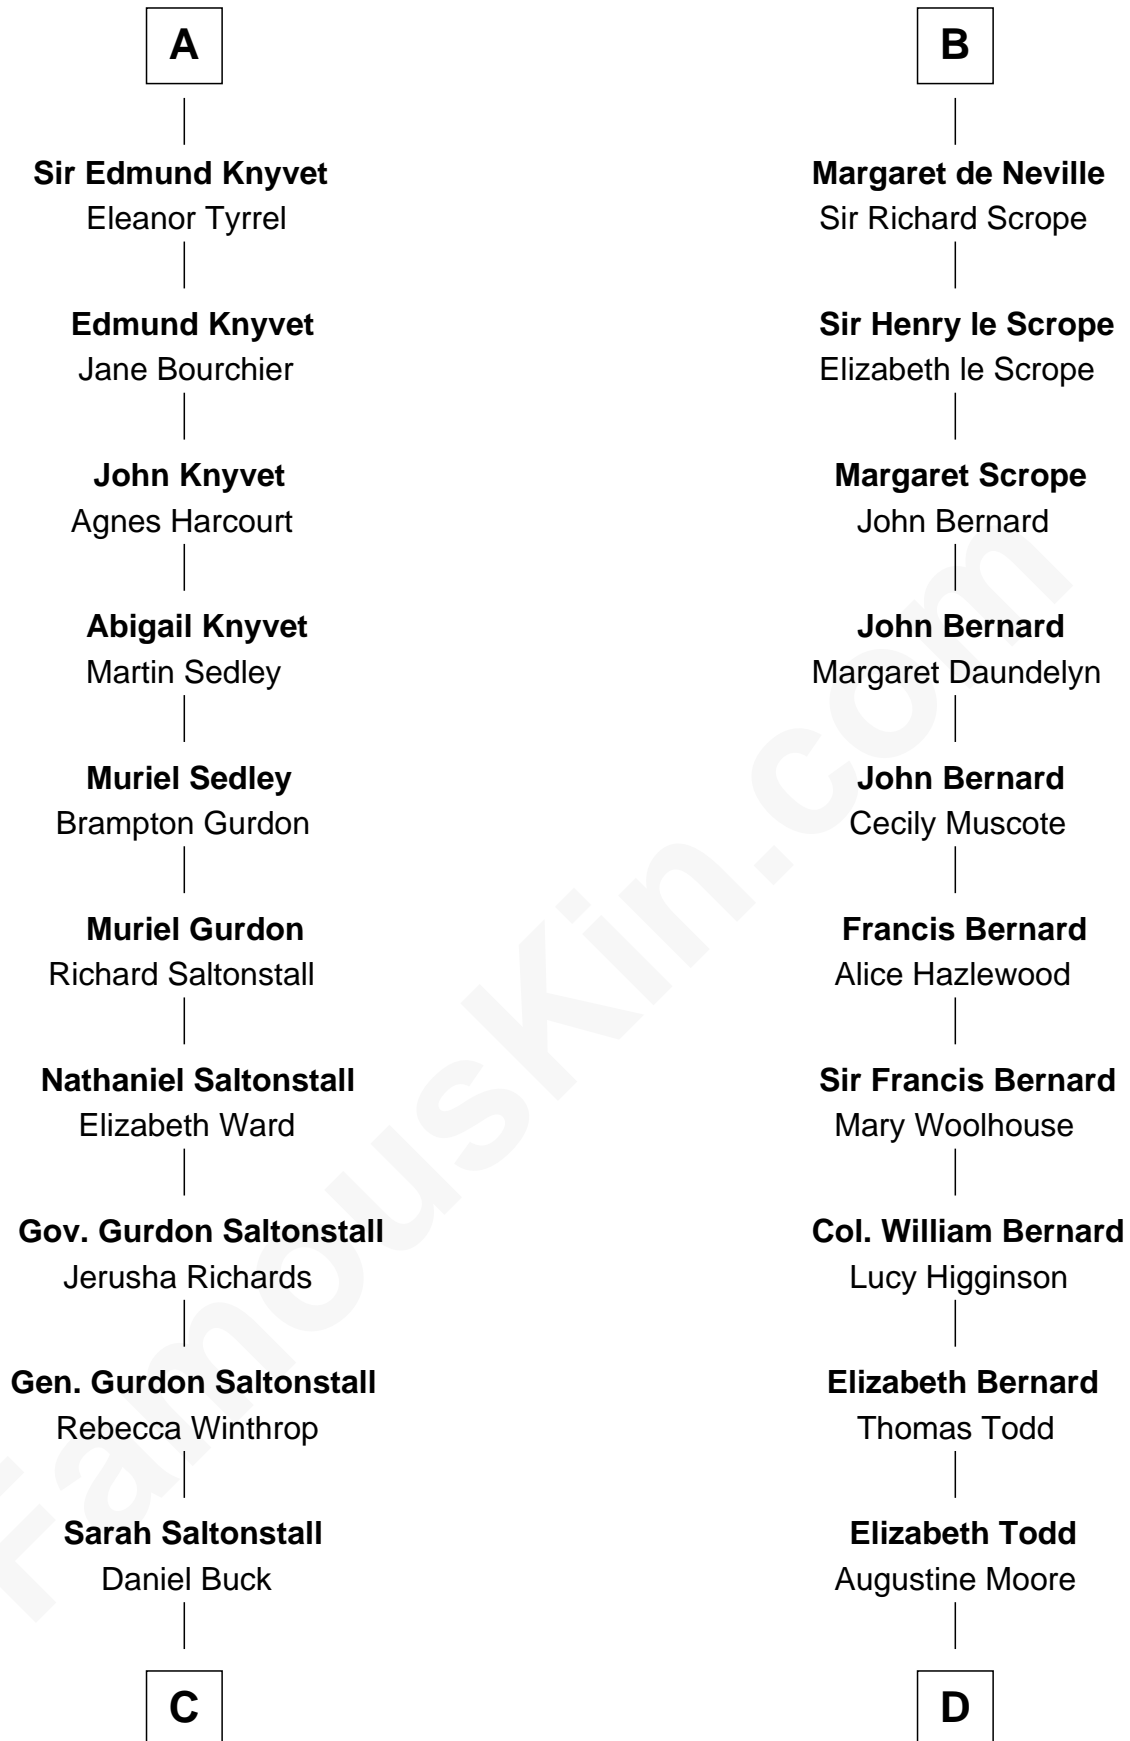 A
Sir Edmund Knyvet
Eleanor Tyrrel
Edmund Knyvet
Jane Bourchier
John Knyvet
Agnes Harcourt
Abigail Knyvet
Martin Sedley
Muriel Sedley
Brampton Gurdon
Muriel Gurdon
Richard Saltonstall
Nathaniel Saltonstall
Elizabeth Ward
Gov. Gurdon Saltonstall
Jerusha Richards
Gen. Gurdon Saltonstall
Rebecca Winthrop
Sarah Saltonstall
Daniel Buck
C
B
Margaret de Neville
Sir Richard Scrope
Sir Henry le Scrope
Elizabeth le Scrope
Margaret Scrope
John Bernard
John Bernard
Margaret Daundelyn
John Bernard
Cecily Muscote
Francis Bernard
Alice Hazlewood
Sir Francis Bernard
Mary Woolhouse
Col. William Bernard
Lucy Higginson
Elizabeth Bernard
Thomas Todd
Elizabeth Todd
Augustine Moore
D
FamousKin.com